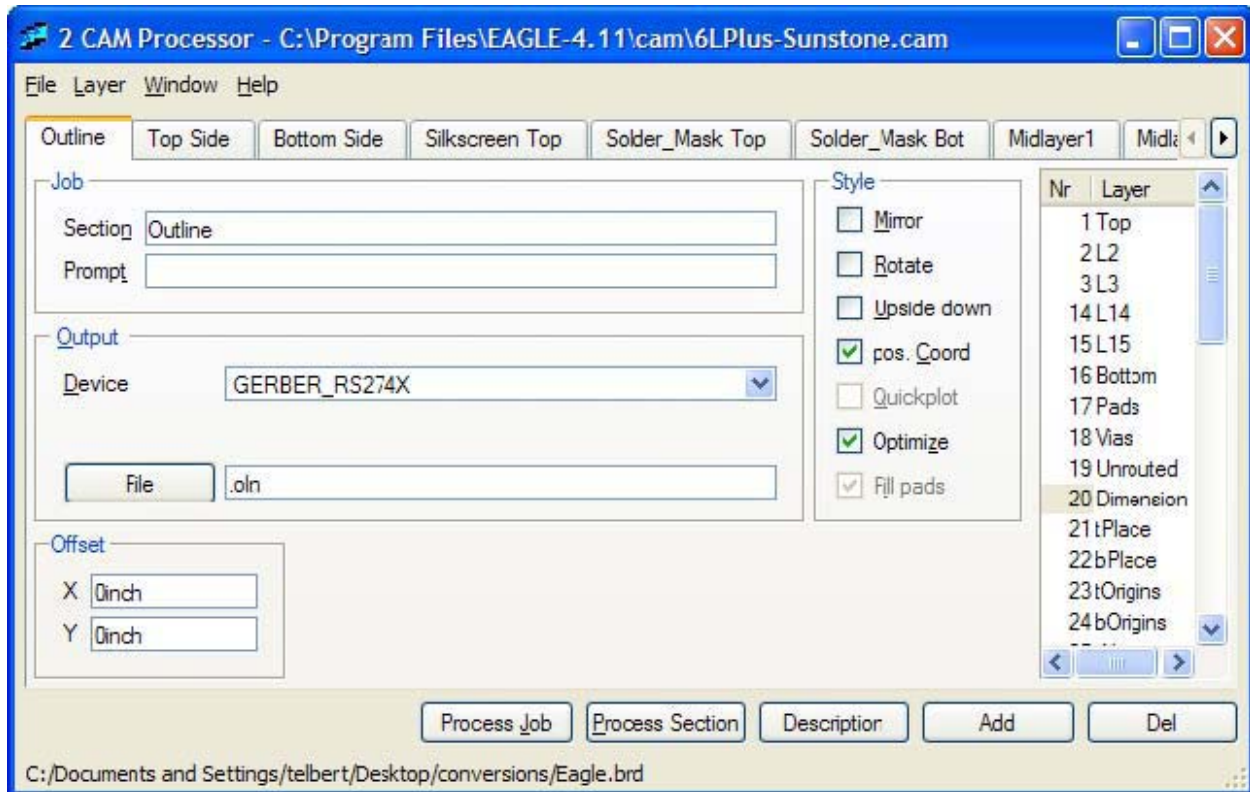 2 CAM Processor - C:\Program Files\EAGLE-4.11\cam\6LPlus-Sunstone.cam
File Layer Window Help
Outline Top Side Bottom Side Silkscreen Top Solder_Mask Top Solder_Mask Bot Midlayer1 Midla
Job
Section Outline
Prompt
Output
Device GERBER_RS274X
File .oln
Offset
X 0inch
Y 0inch
Style
Mirror
Rotate
Upside down
pos. Coord
Quickplot
Optimize
Fill pads
Nr Layer
1 Top
2 L2
3 L3
14 L14
15 L15
16 Bottom
17 Pads
18 Vias
19 Unrouted
20 Dimension
21 tPlace
22 bPlace
23 tOrigins
24 bOrigins
Process Job Process Section Description Add Del
C:/Documents and Settings/telbert/Desktop/conversions/Eagle.brd